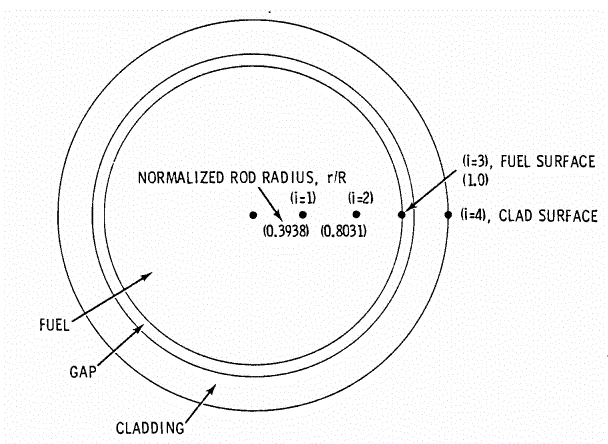 (i=3), FUEL SURFACE
(1.0)
NORMALIZED ROD RADIUS, r/R
(i=1) (i=2)
(i=4), CLAD SURFACE
(0.3938) (0.8031)
FUEL
GAP
CLADDING